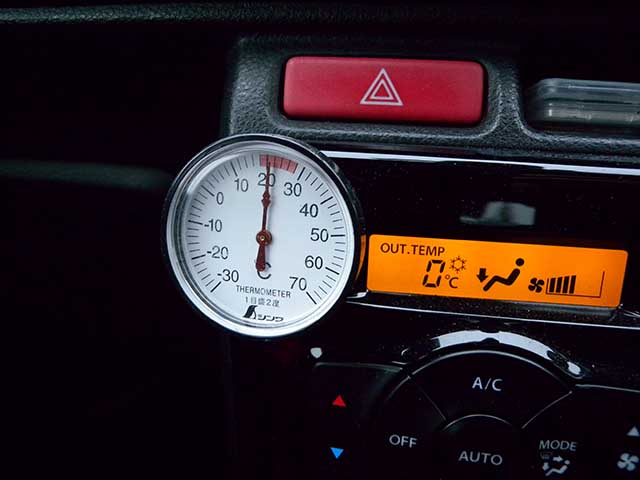 -30
-20
-10
0
10
20
30
40
50
60
70
°C
THERMOMETER
1目盛2度
シンワ
OUT.TEMP
0°C
A/C
OFF
AUTO
MODE